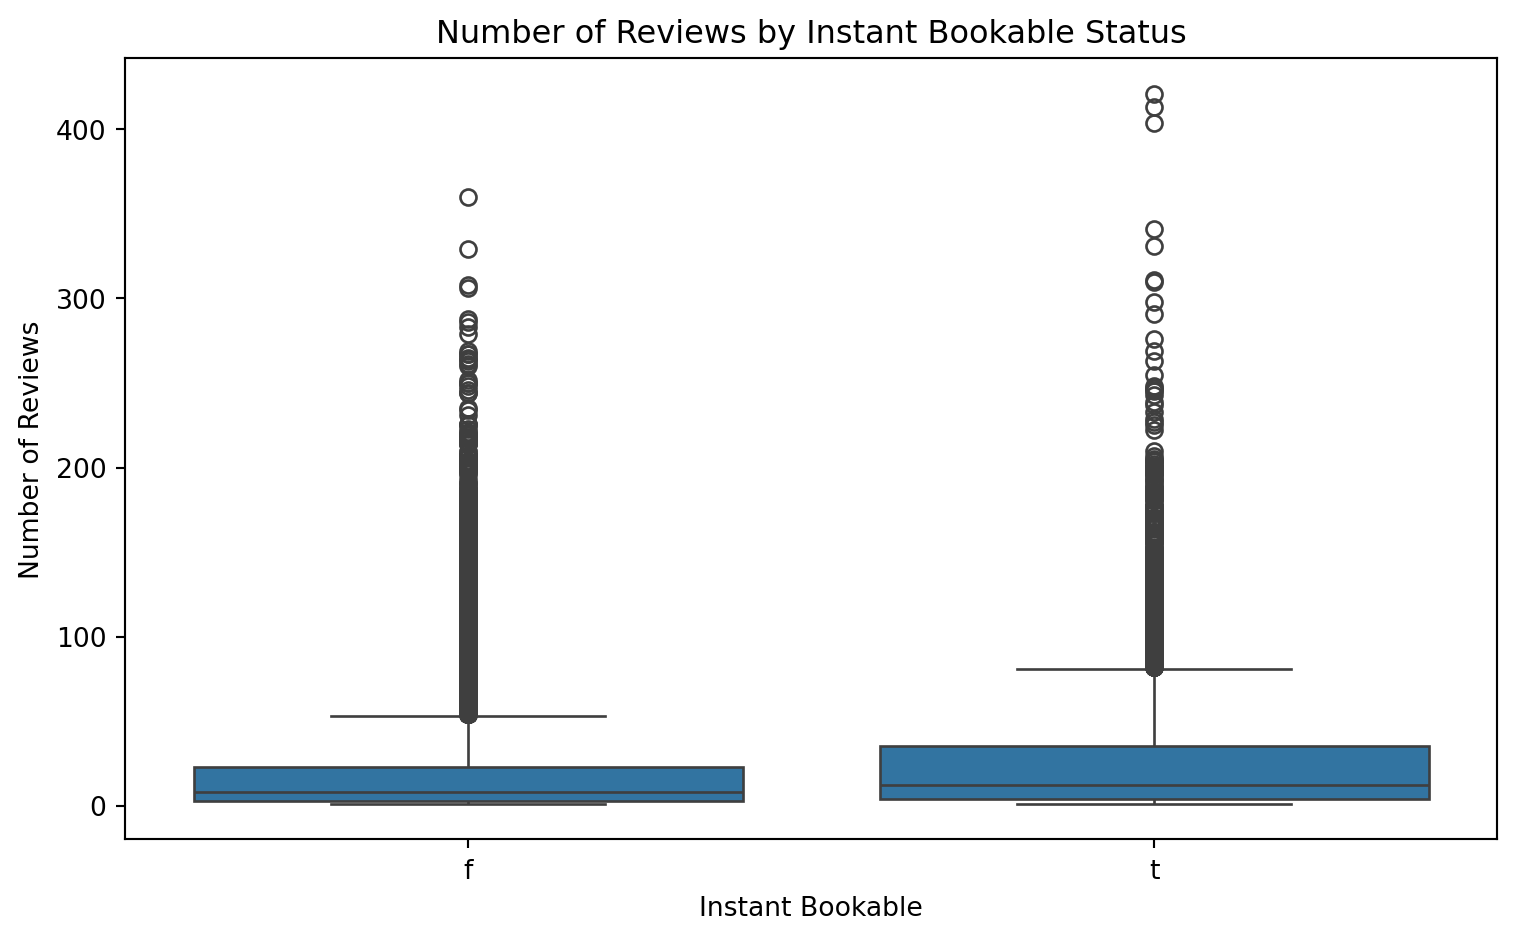 Number of Reviews by Instant Bookable Status
400
300
200
100
0
Number of Reviews
f
t
Instant Bookable